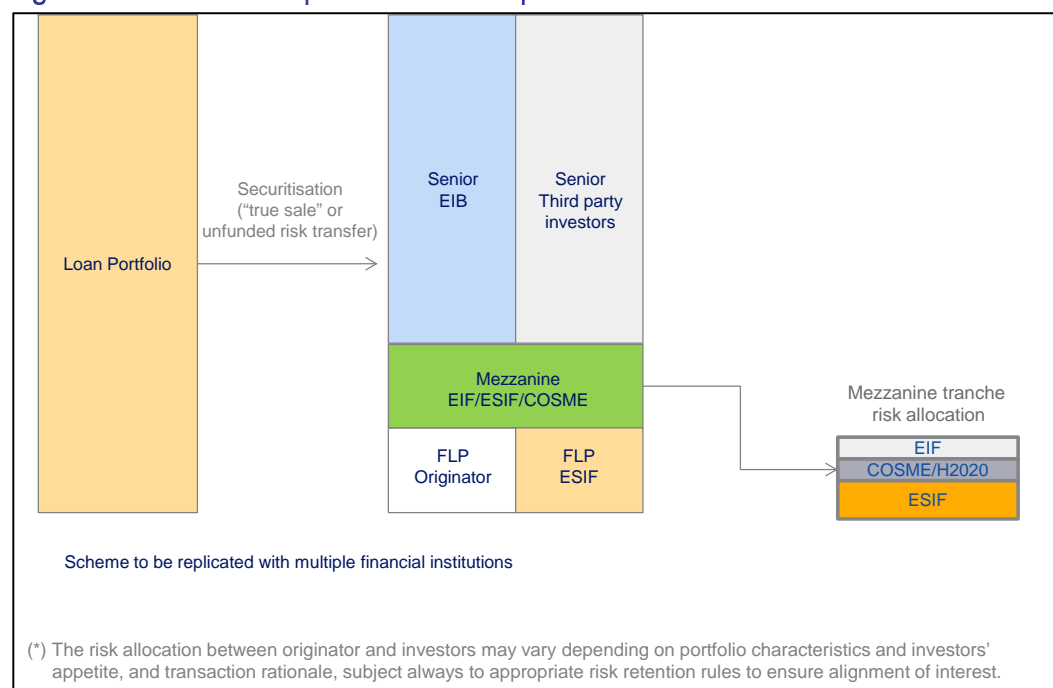 Loan Portfolio
Securitisation
(“true sale” or
unfunded risk transfer)
Senior
EIB
Senior
Third party
investors
Mezzanine
EIF/ESIF/COSME
FLP
Originator
FLP
ESIF
Mezzanine tranche
risk allocation
EIF
COSME/H2020
ESIF
Scheme to be replicated with multiple financial institutions
(*) The risk allocation between originator and investors may vary depending on portfolio characteristics and investors’
appetite, and transaction rationale, subject always to appropriate risk retention rules to ensure alignment of interest.